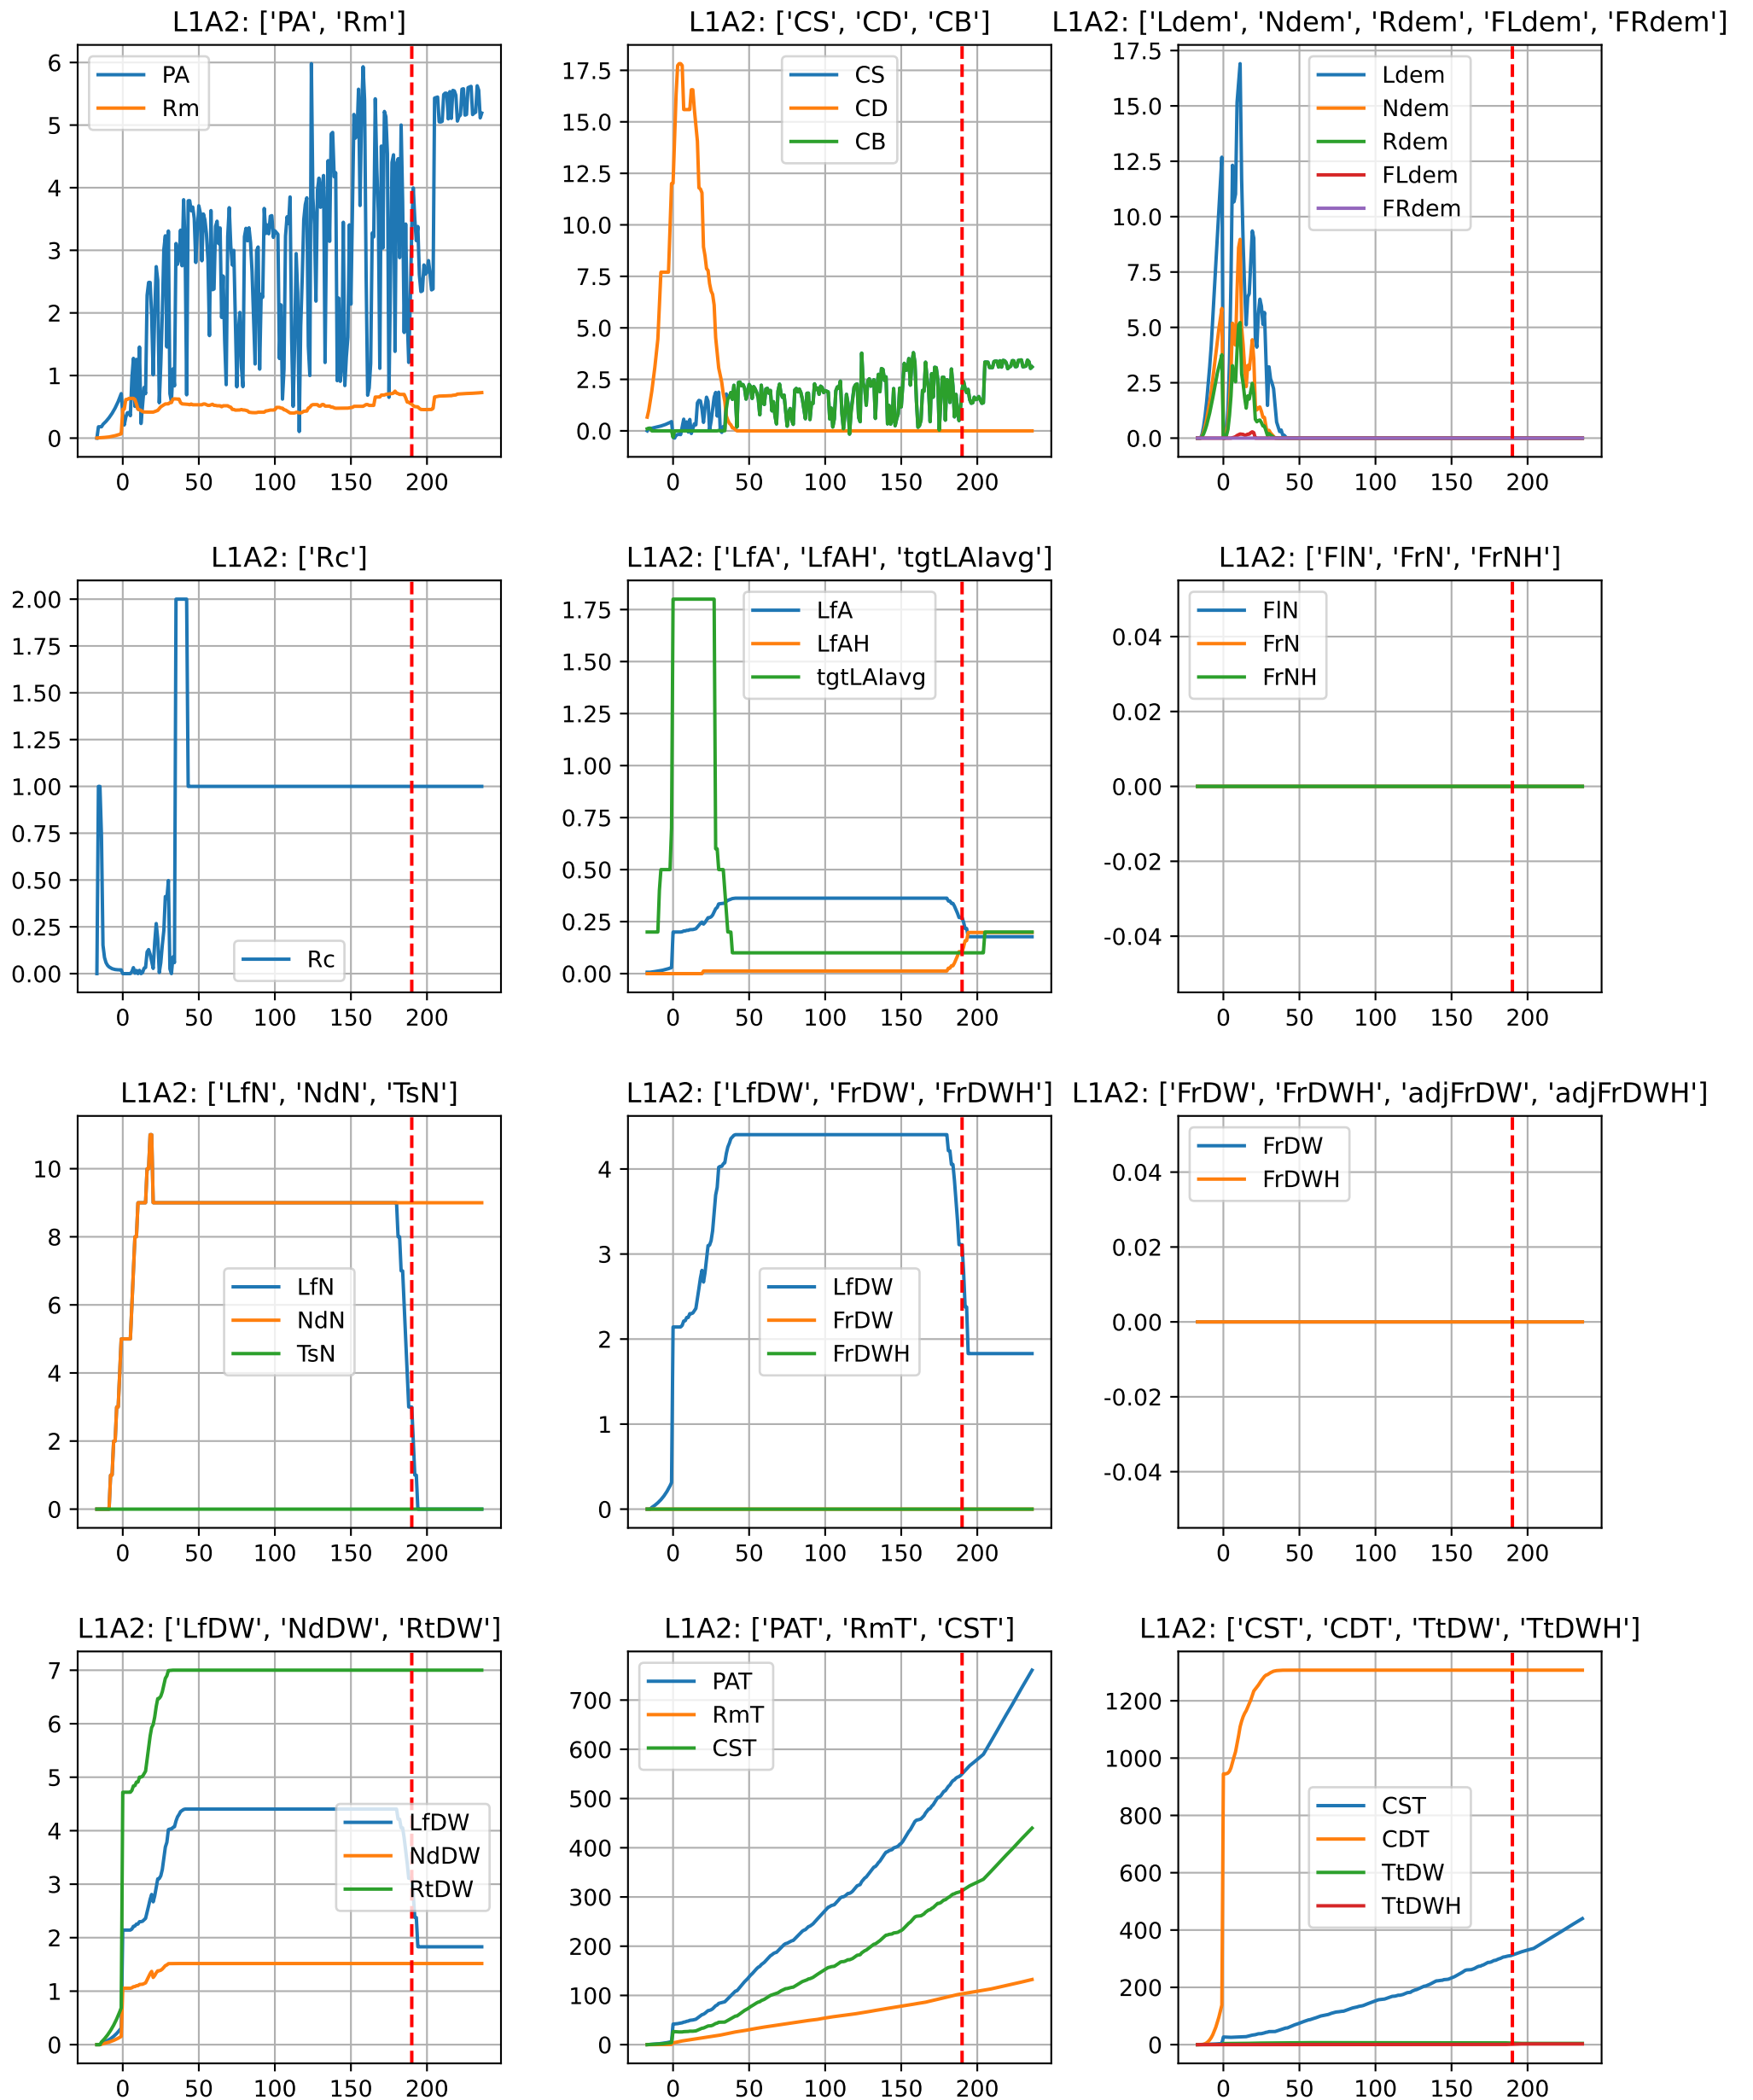 L1A2: ['PA', 'Rm']
6
5
4
3
2
1
0
0 50 100 150 200
PA
Rm
L1A2: ['CS', 'CD', 'CB']
17.5
15.0
12.5
10.0
7.5
5.0
2.5
0.0
0 50 100 150 200
CS
CD
CB
L1A2: ['Ldem', 'Ndem', 'Rdem', 'FLdem', 'FRdem']
17.5
15.0
12.5
10.0
7.5
5.0
2.5
0.0
0 50 100 150 200
Ldem
Ndem
Rdem
FLdem
FRdem
L1A2: ['Rc']
2.00
1.75
1.50
1.25
1.00
0.75
0.50
0.25
0.00
0 50 100 150 200
Rc
L1A2: ['LfA', 'LfAH', 'tgtLAIavg']
1.75
1.50
1.25
1.00
0.75
0.50
0.25
0.00
0 50 100 150 200
LfA
LfAH
tgtLAIavg
L1A2: ['FlN', 'FrN', 'FrNH']
0.04
0.02
0.00
-0.02
-0.04
0 50 100 150 200
FlN
FrN
FrNH
L1A2: ['LfN', 'NdN', 'TsN']
10
8
6
4
2
0
0 50 100 150 200
LfN
NdN
TsN
L1A2: ['LfDW', 'FrDW', 'FrDWH']
4
3
2
1
0
0 50 100 150 200
LfDW
FrDW
FrDWH
L1A2: ['FrDW', 'FrDWH', 'adjFrDW', 'adjFrDWH']
0.04
0.02
0.00
-0.02
-0.04
0 50 100 150 200
FrDW
FrDWH
L1A2: ['LfDW', 'NdDW', 'RtDW']
7
6
5
4
3
2
1
0
0 50 100 150 200
LfDW
NdDW
RtDW
L1A2: ['PAT', 'RmT', 'CST']
700
600
500
400
300
200
100
0
0 50 100 150 200
PAT
RmT
CST
L1A2: ['CST', 'CDT', 'TtDW', 'TtDWH']
1200
1000
800
600
400
200
0
0 50 100 150 200
CST
CDT
TtDW
TtDWH